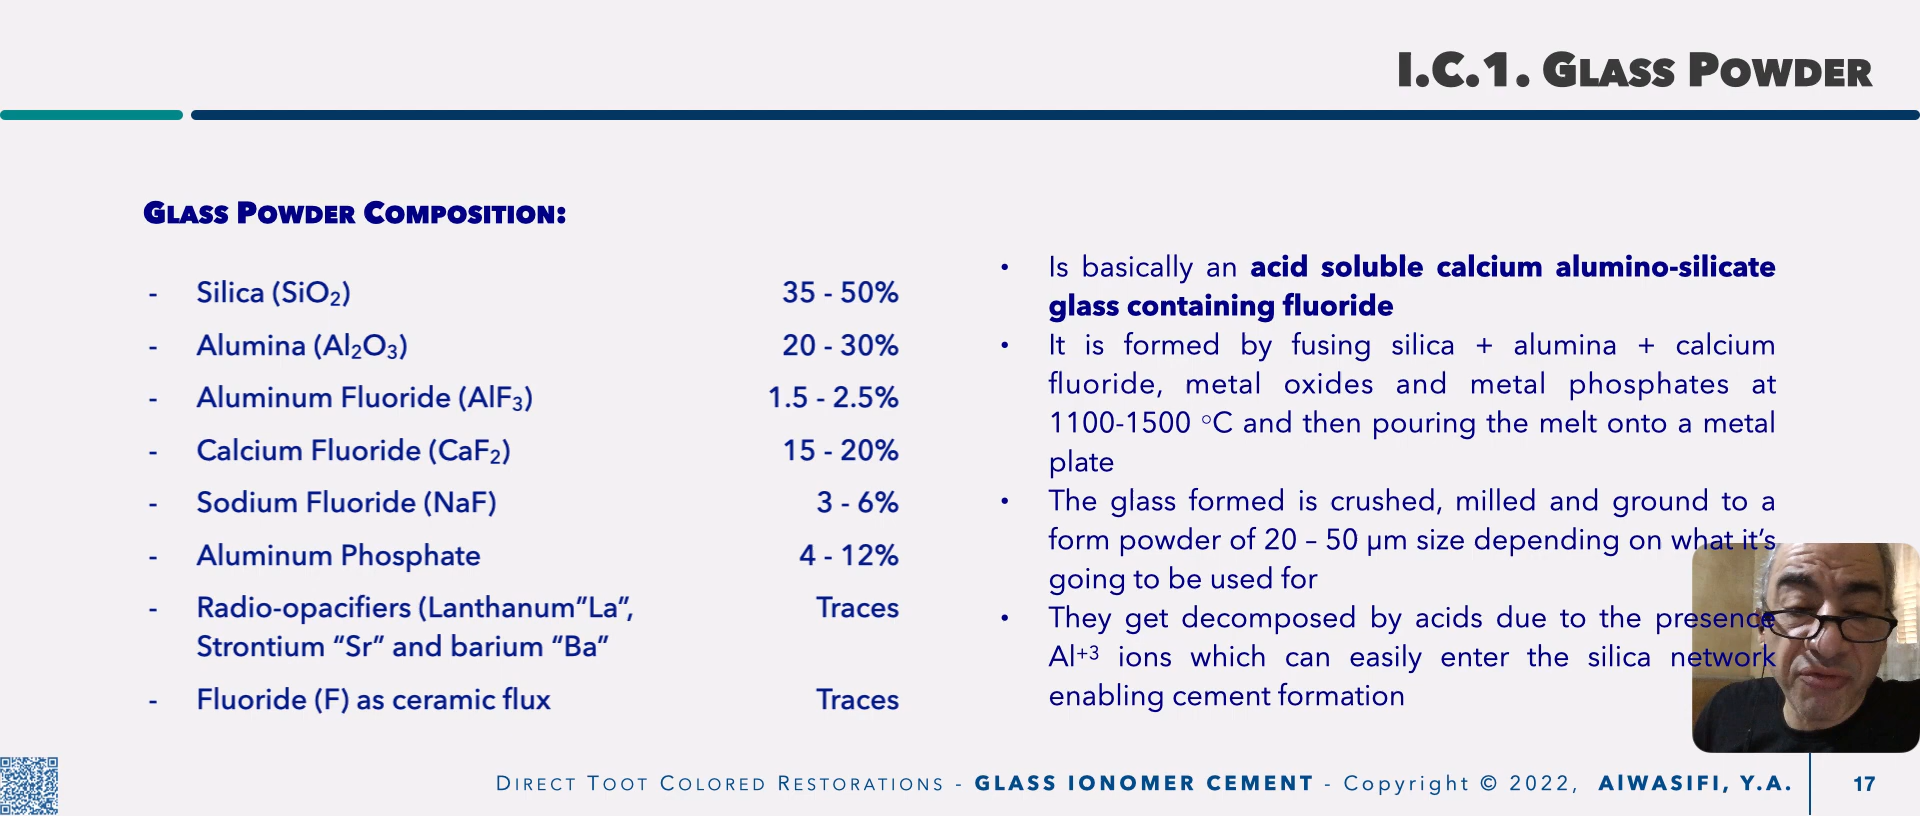 I.C.1. GLASS POWDER
GLASS POWDER COMPOSITION:
- Silica (SiO₂) 35 - 50%
- Alumina (Al₂O₃) 20 - 30%
- Aluminum Fluoride (AlF₃) 1.5 - 2.5%
- Calcium Fluoride (CaF₂) 15 - 20%
- Sodium Fluoride (NaF) 3 - 6%
- Aluminum Phosphate 4 - 12%
- Radio-opacifiers (Lanthanum”La”, Traces
Strontium “Sr” and barium “Ba”
- Fluoride (F) as ceramic flux Traces
• Is basically an acid soluble calcium alumino-silicate
glass containing fluoride
• It is formed by fusing silica + alumina + calcium
fluoride, metal oxides and metal phosphates at
1100-1500 °C and then pouring the melt onto a metal
plate
• The glass formed is crushed, milled and ground to a
form powder of 20 – 50 µm size depending on what it’s
going to be used for
• They get decomposed by acids due to the presence
Al⁺³ ions which can easily enter the silica network
enabling cement formation
DIRECT TOOT COLORED RESTORATIONS - GLASS IONOMER CEMENT - Copyright © 2022, AlWASIFI, Y.A. 17